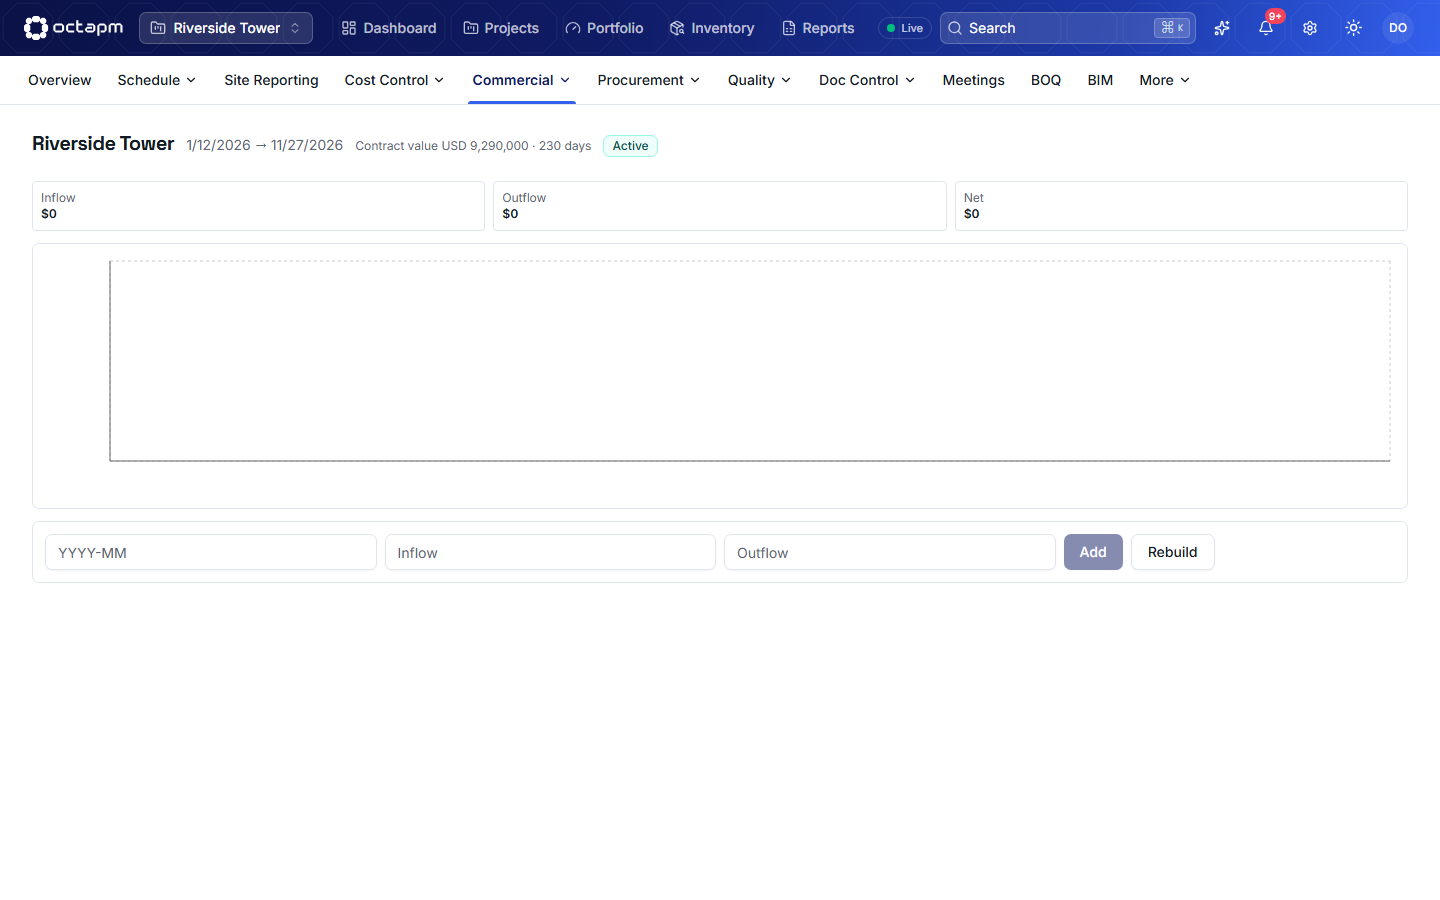 octapm
Riverside Tower
Dashboard
Projects
Portfolio
Inventory
Reports
Live
Search
⌘ K
9+
DO
Overview
Schedule
Site Reporting
Cost Control
Commercial
Procurement
Quality
Doc Control
Meetings
BOQ
BIM
More
Riverside Tower 1/12/2026 → 11/27/2026 Contract value USD 9,290,000 · 230 days Active
Inflow
$0
Outflow
$0
Net
$0
YYYY-MM
Inflow
Outflow
Add
Rebuild